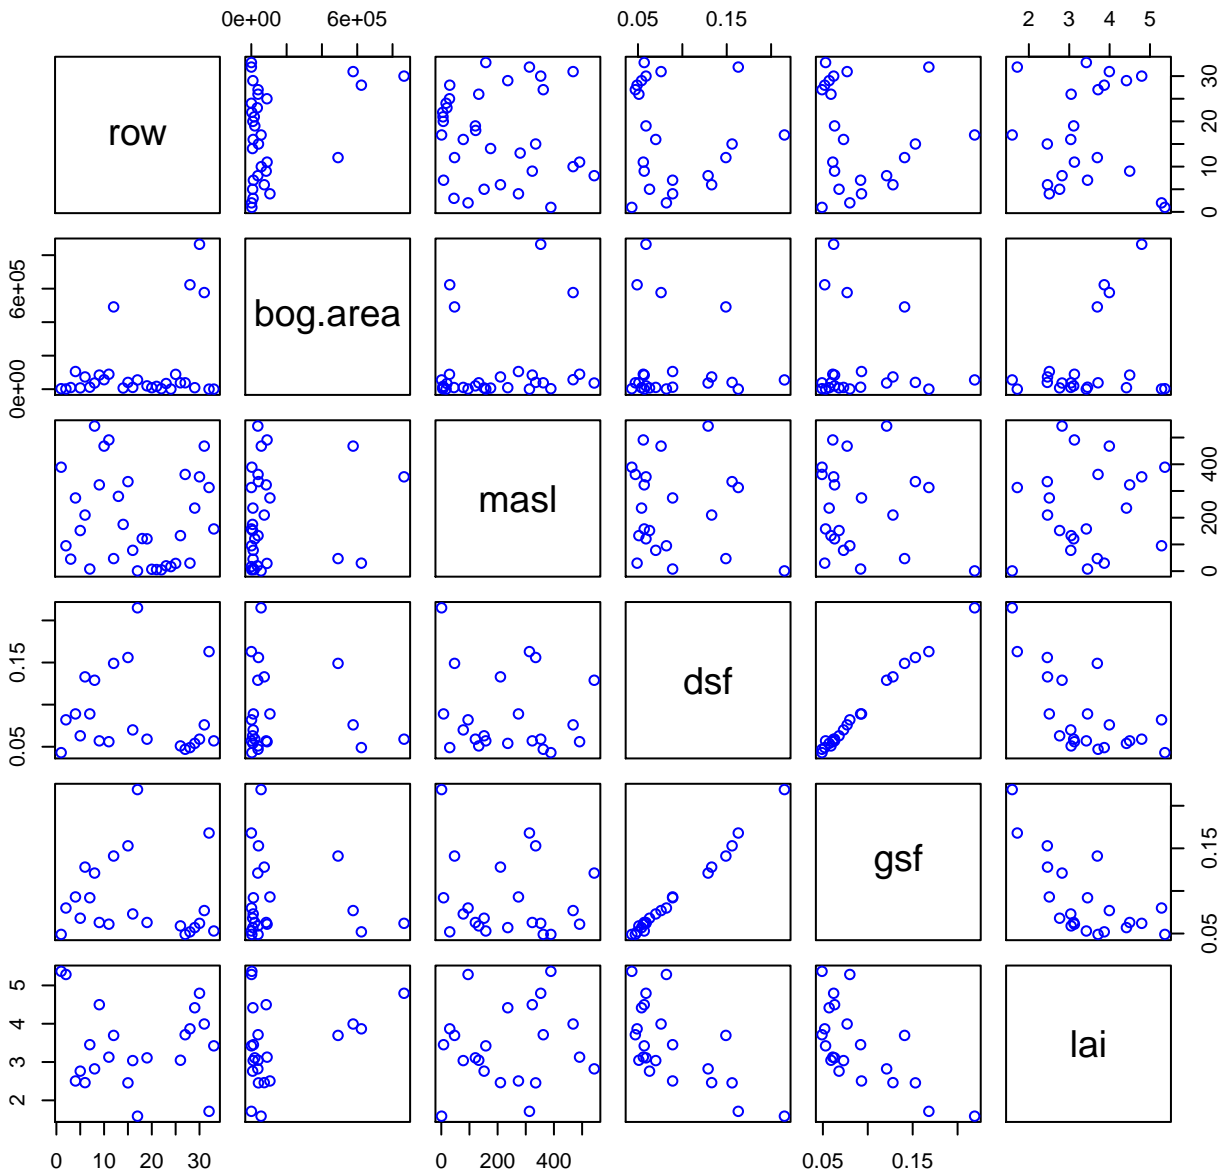 0e+00 6e+05 0.05 0.15 2 3 4 5
row 0 10 20 30
0e+00 6e+05 bog.area
masl 0 200 400
0.05 0.15 dsf
gsf 0.05 0.15
2 3 4 5 lai
0 10 20 30 0 200 400 0.05 0.15